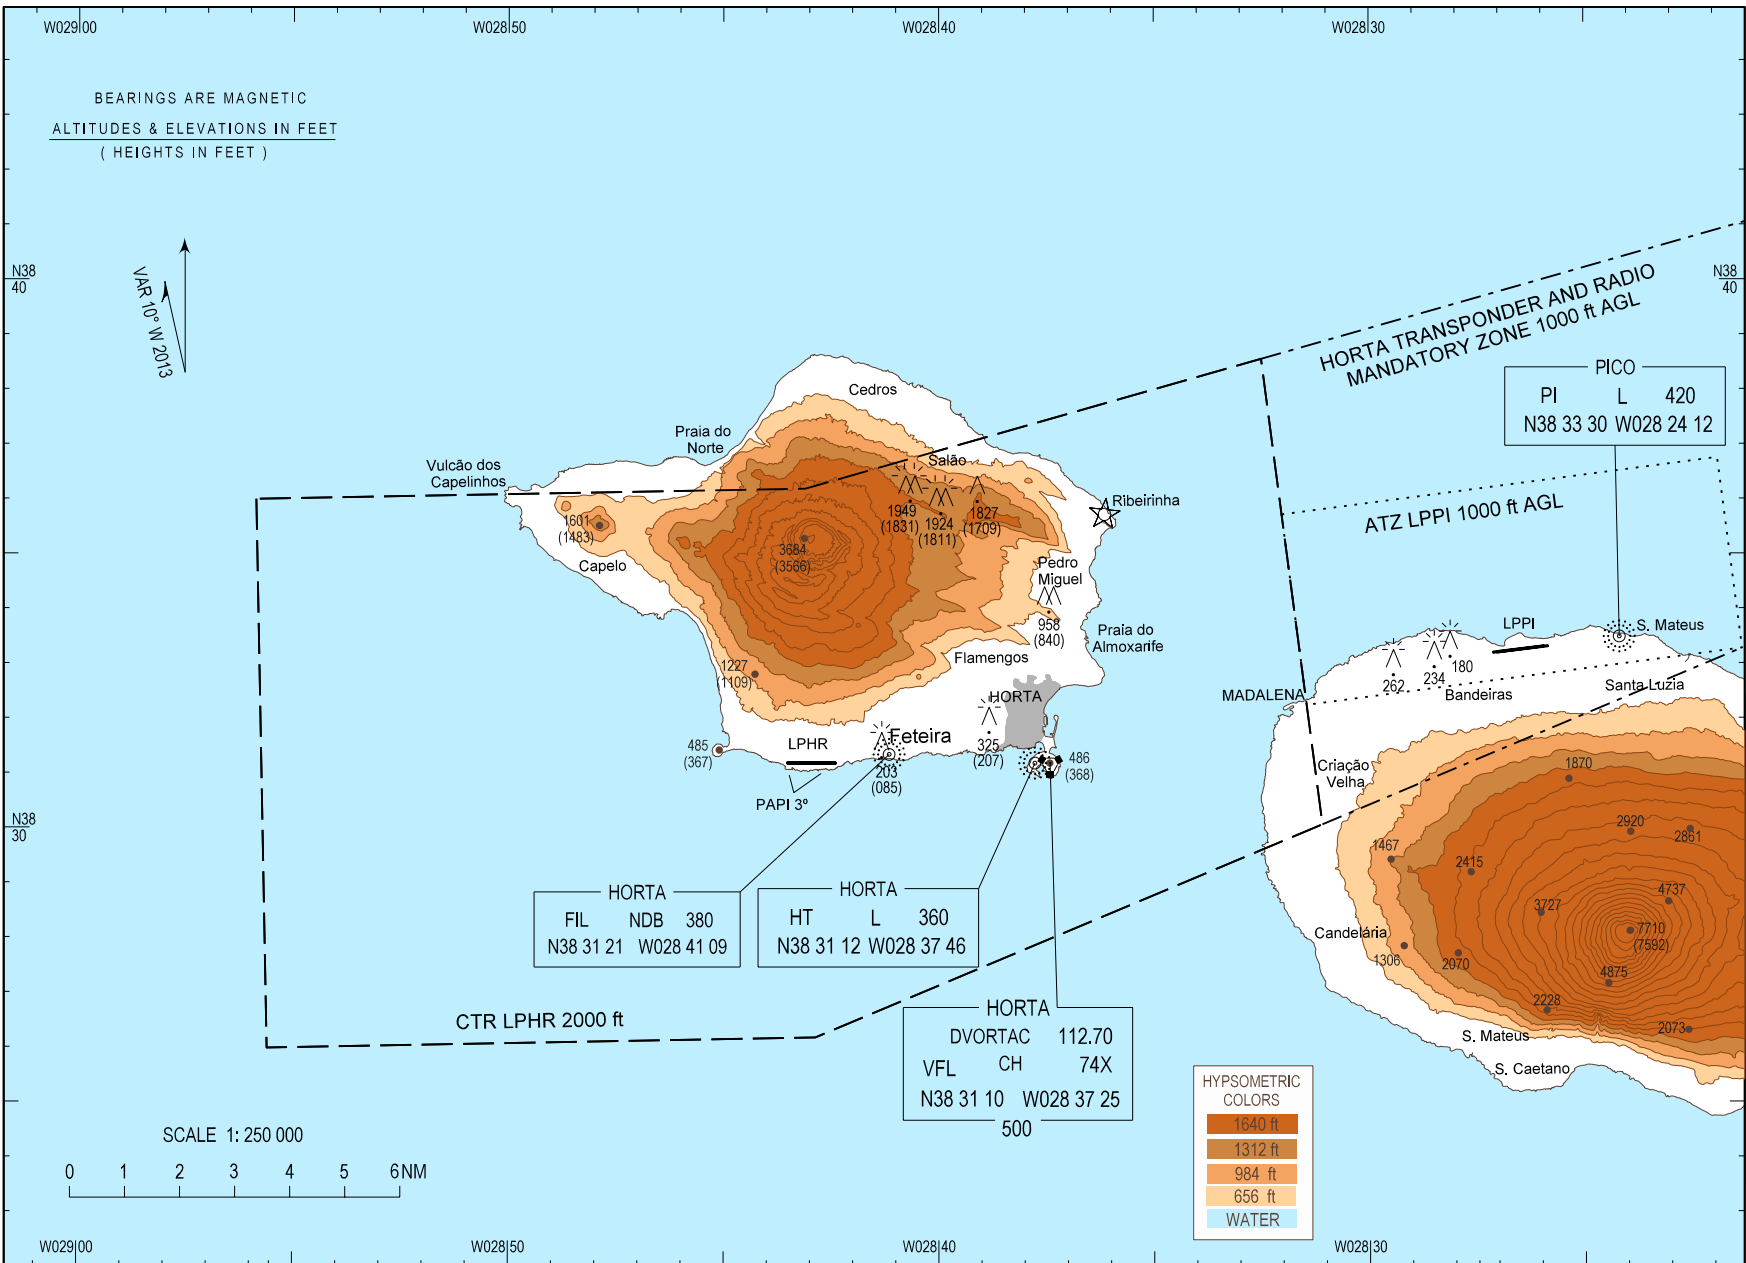 W029 00
W028 50
W028 40
W028 30
BEARINGS ARE MAGNETIC
ALTITUDES & ELEVATIONS IN FEET
( HEIGHTS IN FEET )
VAR 10° W 2013
N38
40
N38
40
HORTA TRANSPONDER AND RADIO
MANDATORY ZONE 1000 ft AGL
PICO
PI L 420
N38 33 30 W028 24 12
ATZ LPPI 1000 ft AGL
Cedros
Praia do
Norte
Salão
Vulcão dos
Capelinhos
Ribeirinha
1601
(1483)
1949
(1831)
1924
(1811)
1827
(1709)
3684
(3566)
Capelo
Pedro
Miguel
958
(840)
Praia do
Almoxarife
Flamengos
1227
(1109)
HORTA
LPPI
S. Mateus
180
234
262
Bandeiras
Santa Luzia
MADALENA
485
(367)
LPHR
Feteira
203
(085)
325
(207)
486
(368)
PAPI 3º
Criação
Velha
1870
2920
2861
1467
2415
4737
3727
7710
(7592)
Candelária
1306
2070
4875
2228
2073
S. Mateus
S. Caetano
N38
30
HORTA
FIL NDB 380
N38 31 21 W028 41 09
HORTA
HT L 360
N38 31 12 W028 37 46
HORTA
DVORTAC 112.70
VFL CH 74X
N38 31 10 W028 37 25
500
CTR LPHR 2000 ft
SCALE 1: 250 000
0 1 2 3 4 5 6 NM
HYPSOMETRIC
COLORS
1640 ft
1312 ft
984 ft
656 ft
WATER
W029 00
W028 50
W028 40
W028 30